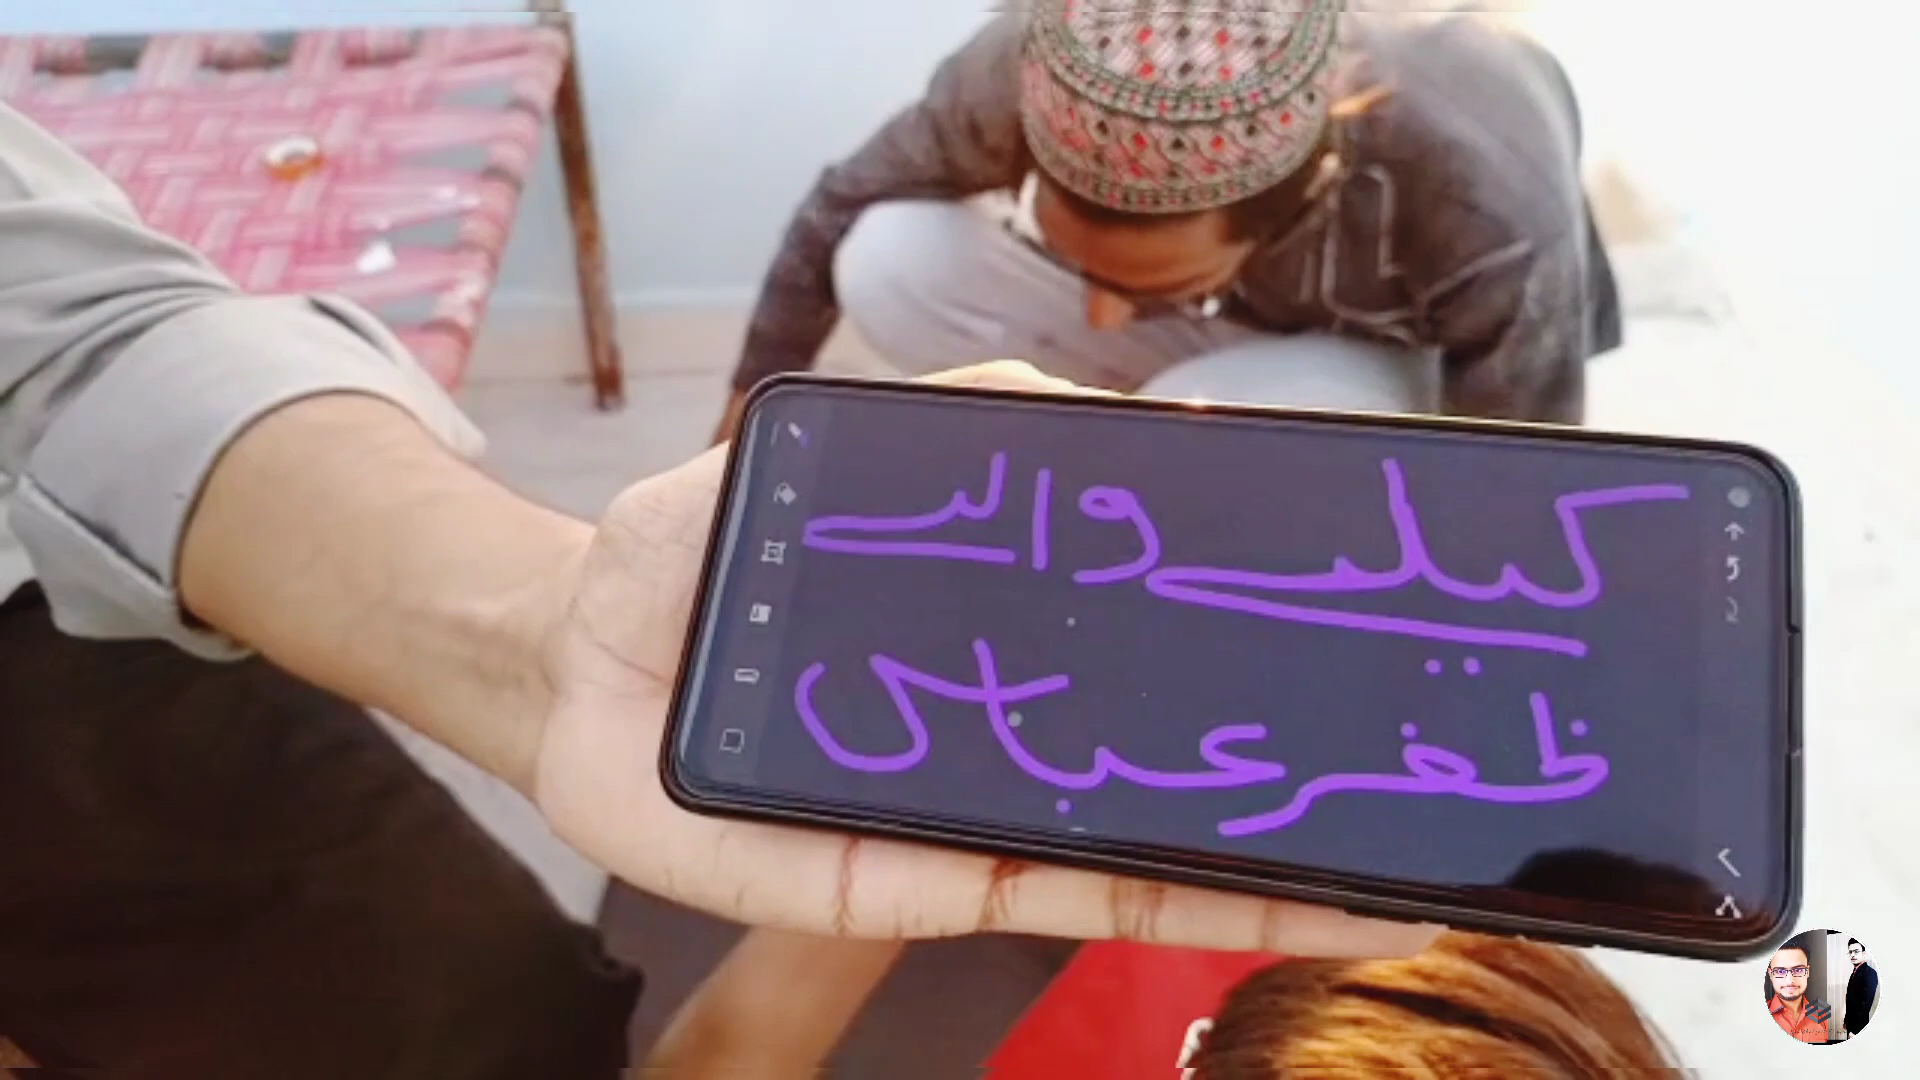 کیلے والے
ظفر عباس